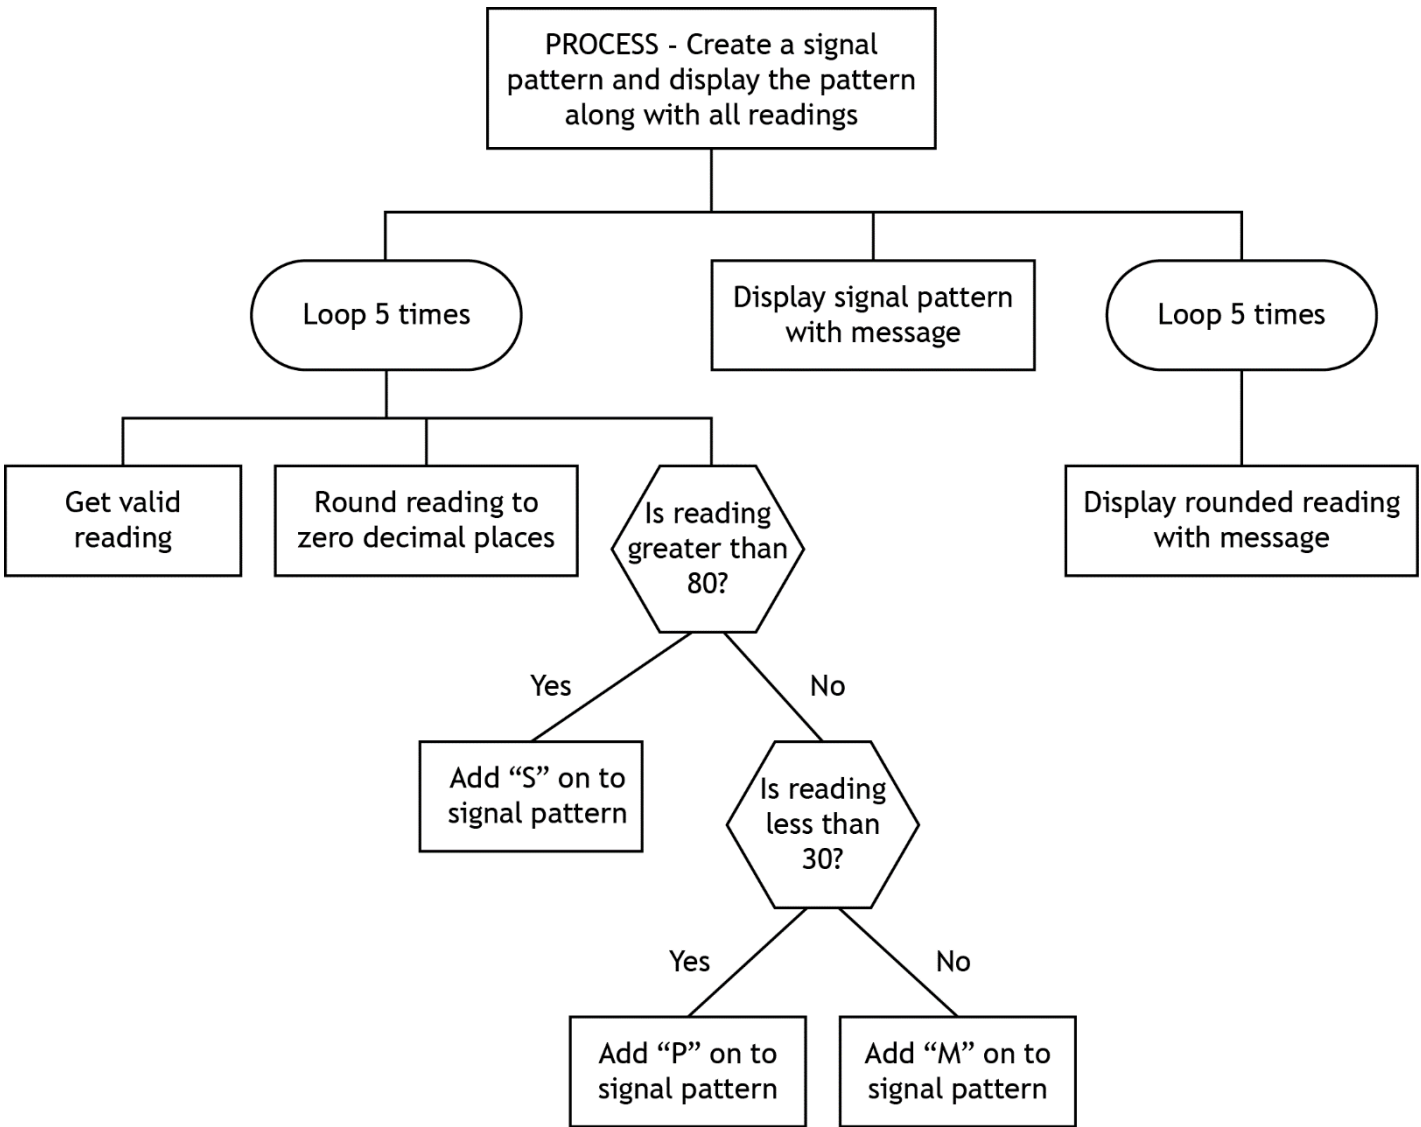 PROCESS - Create a signal
pattern and display the pattern
along with all readings
Loop 5 times
Display signal pattern
with message
Loop 5 times
Get valid
reading
Round reading to
zero decimal places
Is reading
greater than
80?
Display rounded reading
with message
Yes
No
Add “S” on to
signal pattern
Is reading
less than
30?
Yes
No
Add “P” on to
signal pattern
Add “M” on to
signal pattern